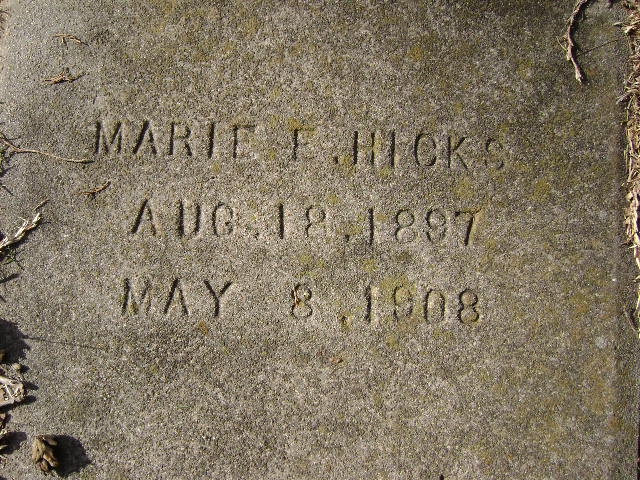 MARIE E. HICKS
AUG. 18, 1897
MAY 8, 1908